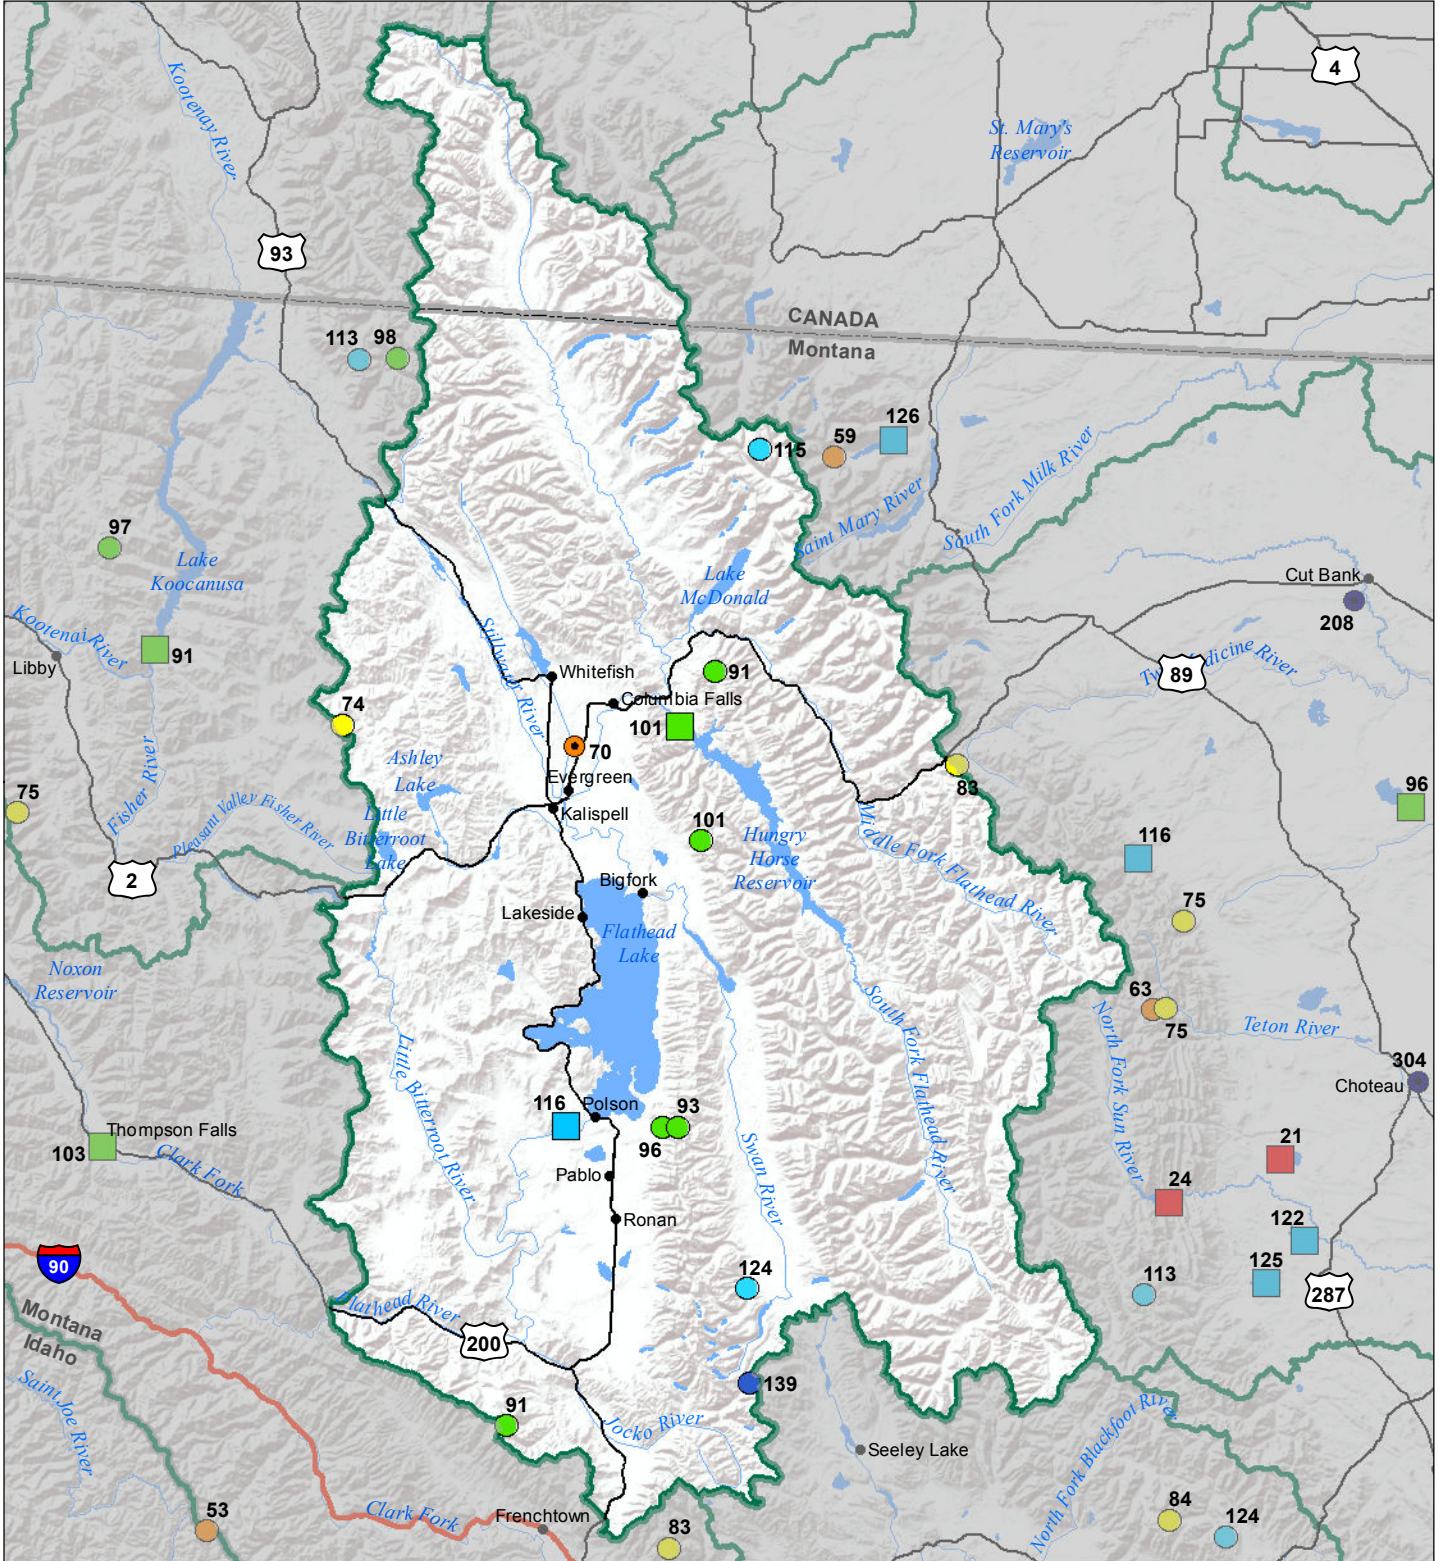 4
Kootenay River
St. Mary's
Reservoir
93
CANADA
Montana
113
98
126
115
59
Saint Mary River
South Fork Milk River
97
Lake
Koocanusa
Lake
McDonald
Cut Bank
208
Kootenai River
Libby
91
Stillwater River
Whitefish
91
89
Columbia Falls
101
74
70
Ashley
Lake
Evergreen
83
Fisher River
75
Pleasant Valley Fisher River
Little
Bitterroot
Lake
Kalispell
96
101
Hungry
Horse
Reservoir
Middle Fork Flathead River
116
2
Bigfork
75
Lakeside
Flathead
Lake
Noxon
Reservoir
South Fork Flathead River
63
75
North Fork Sun River
Teton River
Little Bitterroot River
304
Choteau
116
Polson
93
96
Thompson Falls
103
Clark Fork
Swan River
21
Pablo
24
Ronan
122
90
124
113
125
287
Flathead River
Montana
Idaho
200
Saint Joe River
139
91
Jocko River
Seeley Lake
North Fork Blackfoot River
53
Clark Fork
Frenchtown
83
84
124